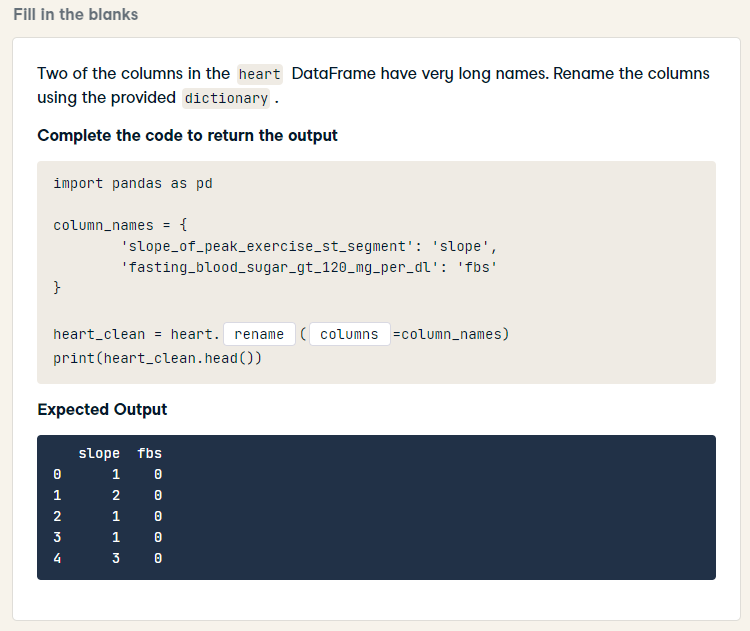 Fill in the blanks
Two of the columns in the heart DataFrame have very long names. Rename the columns
using the provided dictionary .
Complete the code to return the output
import pandas as pd
column_names = {
        'slope_of_peak_exercise_st_segment': 'slope',
        'fasting_blood_sugar_gt_120_mg_per_dl': 'fbs'
}
heart_clean = heart. rename ( columns =column_names)
print(heart_clean.head())
Expected Output
   slope  fbs
0      1    0
1      2    0
2      1    0
3      1    0
4      3    0